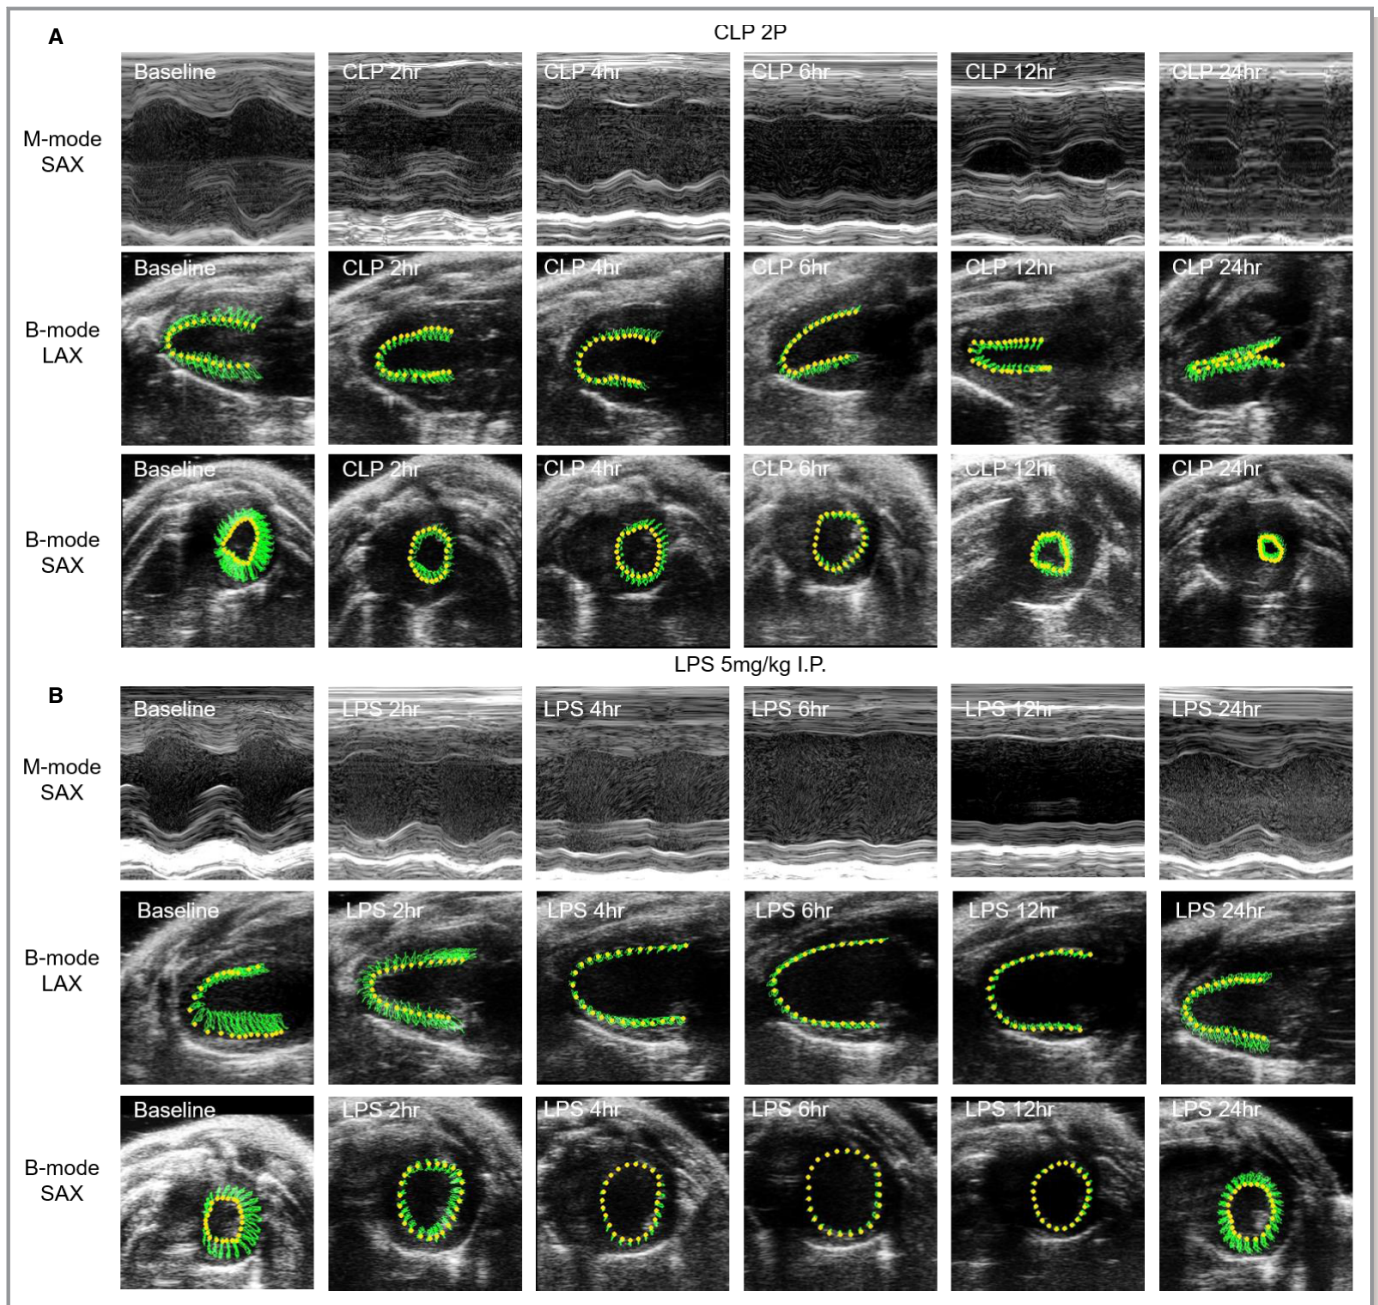 A
CLP 2P
M-mode
SAX
Baseline
CLP 2hr
CLP 4hr
CLP 6hr
CLP 12hr
CLP 24hr
B-mode
LAX
Baseline
CLP 2hr
CLP 4hr
CLP 6hr
CLP 12hr
CLP 24hr
B-mode
SAX
Baseline
CLP 2hr
CLP 4hr
CLP 6hr
CLP 12hr
CLP 24hr
LPS 5mg/kg I.P.
B
M-mode
SAX
Baseline
LPS 2hr
LPS 4hr
LPS 6hr
LPS 12hr
LPS 24hr
B-mode
LAX
Baseline
LPS 2hr
LPS 4hr
LPS 6hr
LPS 12hr
LPS 24hr
B-mode
SAX
Baseline
LPS 2hr
LPS 4hr
LPS 6hr
LPS 12hr
LPS 24hr